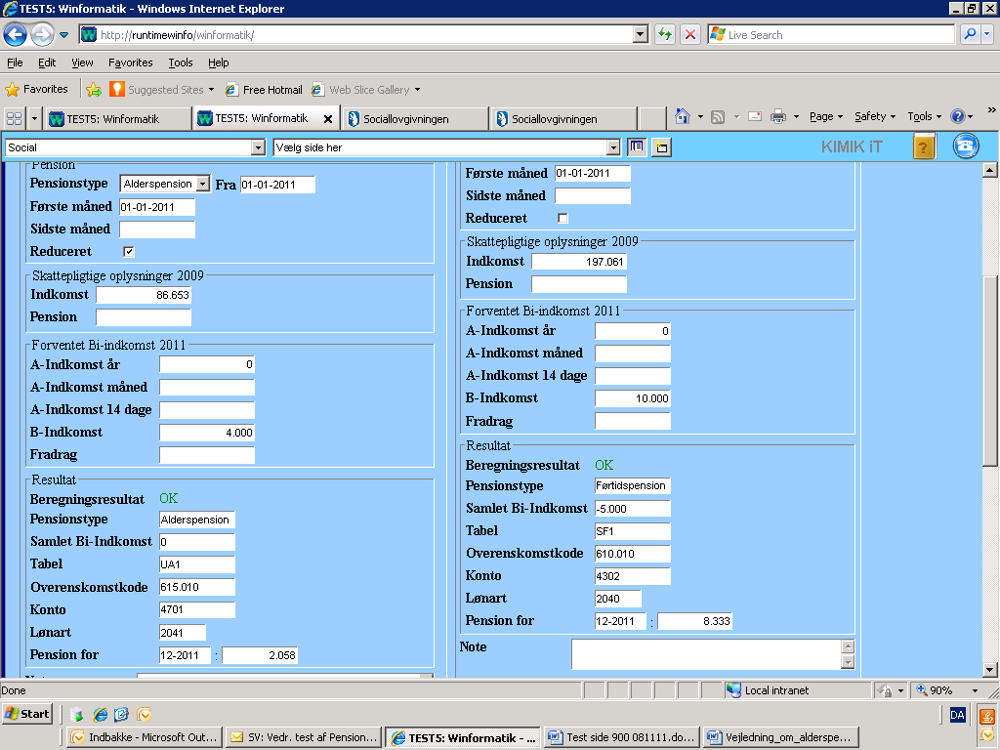 TEST5: Winformatik - Windows Internet Explorer
http://runtimewinfo/winformatik/
Live Search
File Edit View Favorites Tools Help
Favorites Suggested Sites Free Hotmail Web Slice Gallery
TEST5: Winformatik TEST5: Winformatik Sociallovgivningen Sociallovgivningen Page Safety Tools
Social Vælg side her KIMIK iT
Pension
Pensionstype Alderspension Fra 01-01-2011
Første måned 01-01-2011
Sidste måned
Reduceret
Skattepligtige oplysninger 2009
Indkomst 86.653
Pension
Forventet Bi-indkomst 2011
A-Indkomst år 0
A-Indkomst måned
A-Indkomst 14 dage
B-Indkomst 4.000
Fradrag
Resultat
Beregningsresultat OK
Pensionstype Alderspension
Samlet Bi-Indkomst 0
Tabel UA1
Overenskomstkode 615.010
Konto 4701
Lønart 2041
Pension for 12-2011 : 2.058
Første måned 01-01-2011
Sidste måned
Reduceret
Skattepligtige oplysninger 2009
Indkomst 197.061
Pension
Forventet Bi-indkomst 2011
A-Indkomst år 0
A-Indkomst måned
A-Indkomst 14 dage
B-Indkomst 10.000
Fradrag
Resultat
Beregningsresultat OK
Pensionstype Førtidspension
Samlet Bi-Indkomst -5.000
Tabel SF1
Overenskomstkode 610.010
Konto 4302
Lønart 2040
Pension for 12-2011 : 8.333
Note
Done Local intranet 90%
Start DA
Indbakke - Microsoft Out... SV: Vedr. test af Pension... TEST5: Winformatik - ... Test side 900 081111.do... Vejledning_om_alderspe...